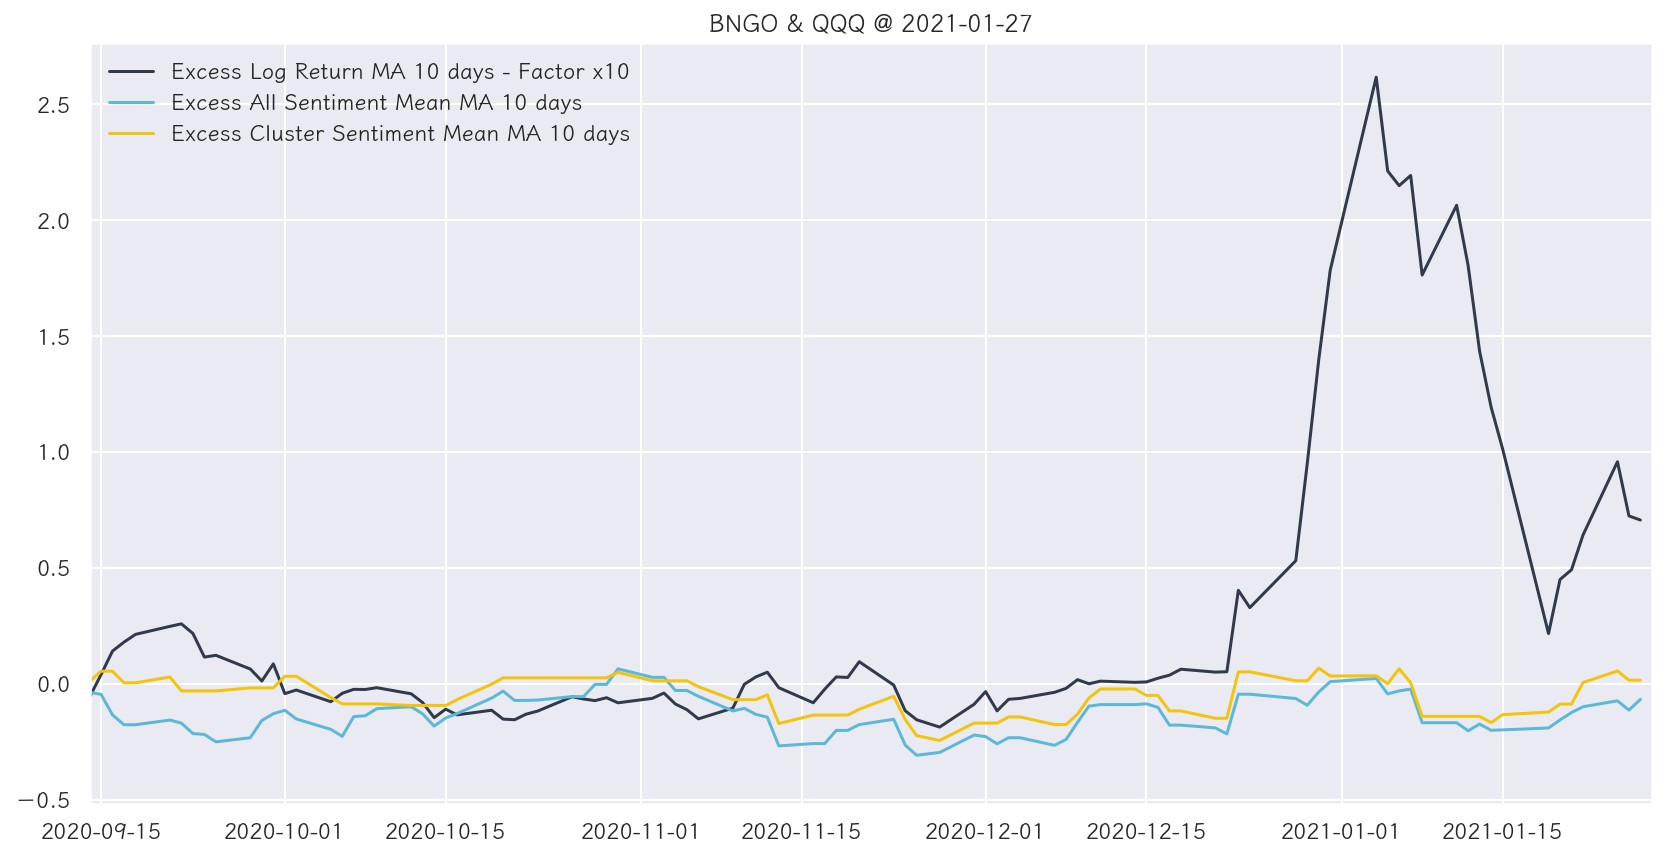 BNGO & QQQ @ 2021-01-27
Excess Log Return MA 10 days - Factor x10
Excess All Sentiment Mean MA 10 days
Excess Cluster Sentiment Mean MA 10 days
2.5
2.0
1.5
1.0
0.5
0.0
−0.5
2020-09-15 2020-10-01 2020-10-15 2020-11-01 2020-11-15 2020-12-01 2020-12-15 2021-01-01 2021-01-15